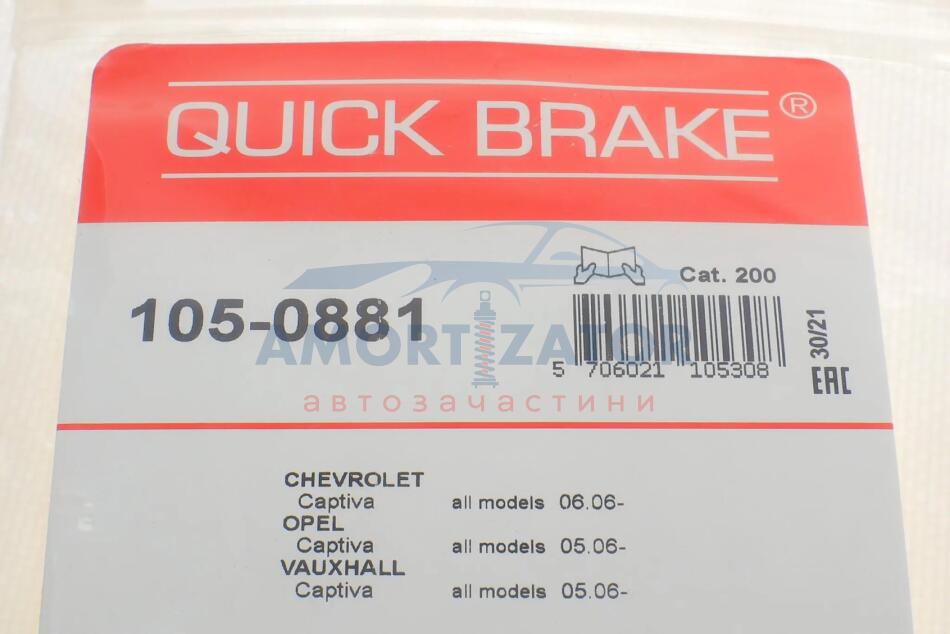 QUICK BRAKE®
Cat. 200
105-0881
30/21
5 706021 105308
EAC
AMORTIZATOR
автозачастини
CHEVROLET
Captiva all models 06.06-
OPEL
Captiva all models 05.06-
VAUXHALL
Captiva all models 05.06-